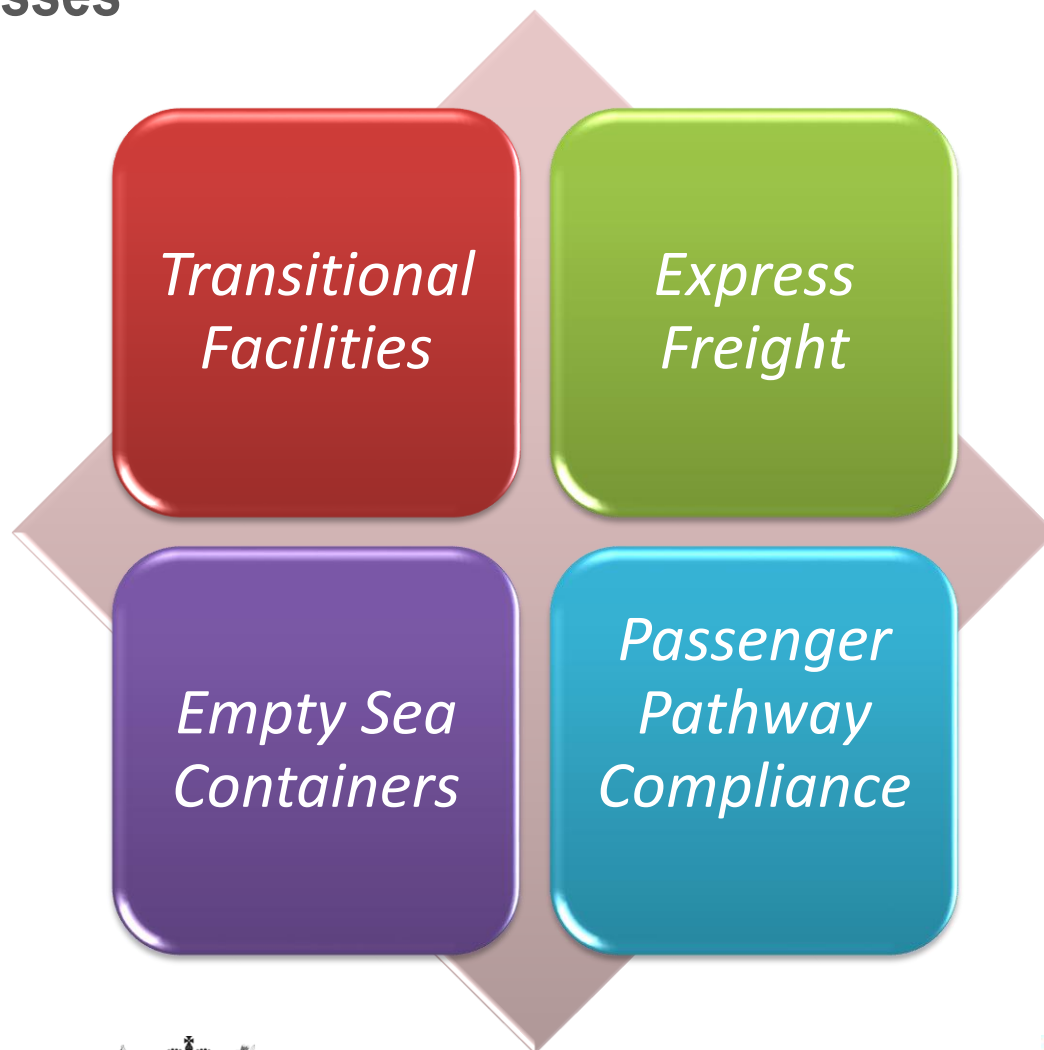 Transitional
Facilities
Express
Freight
Empty Sea
Containers
Passenger
Pathway
Compliance